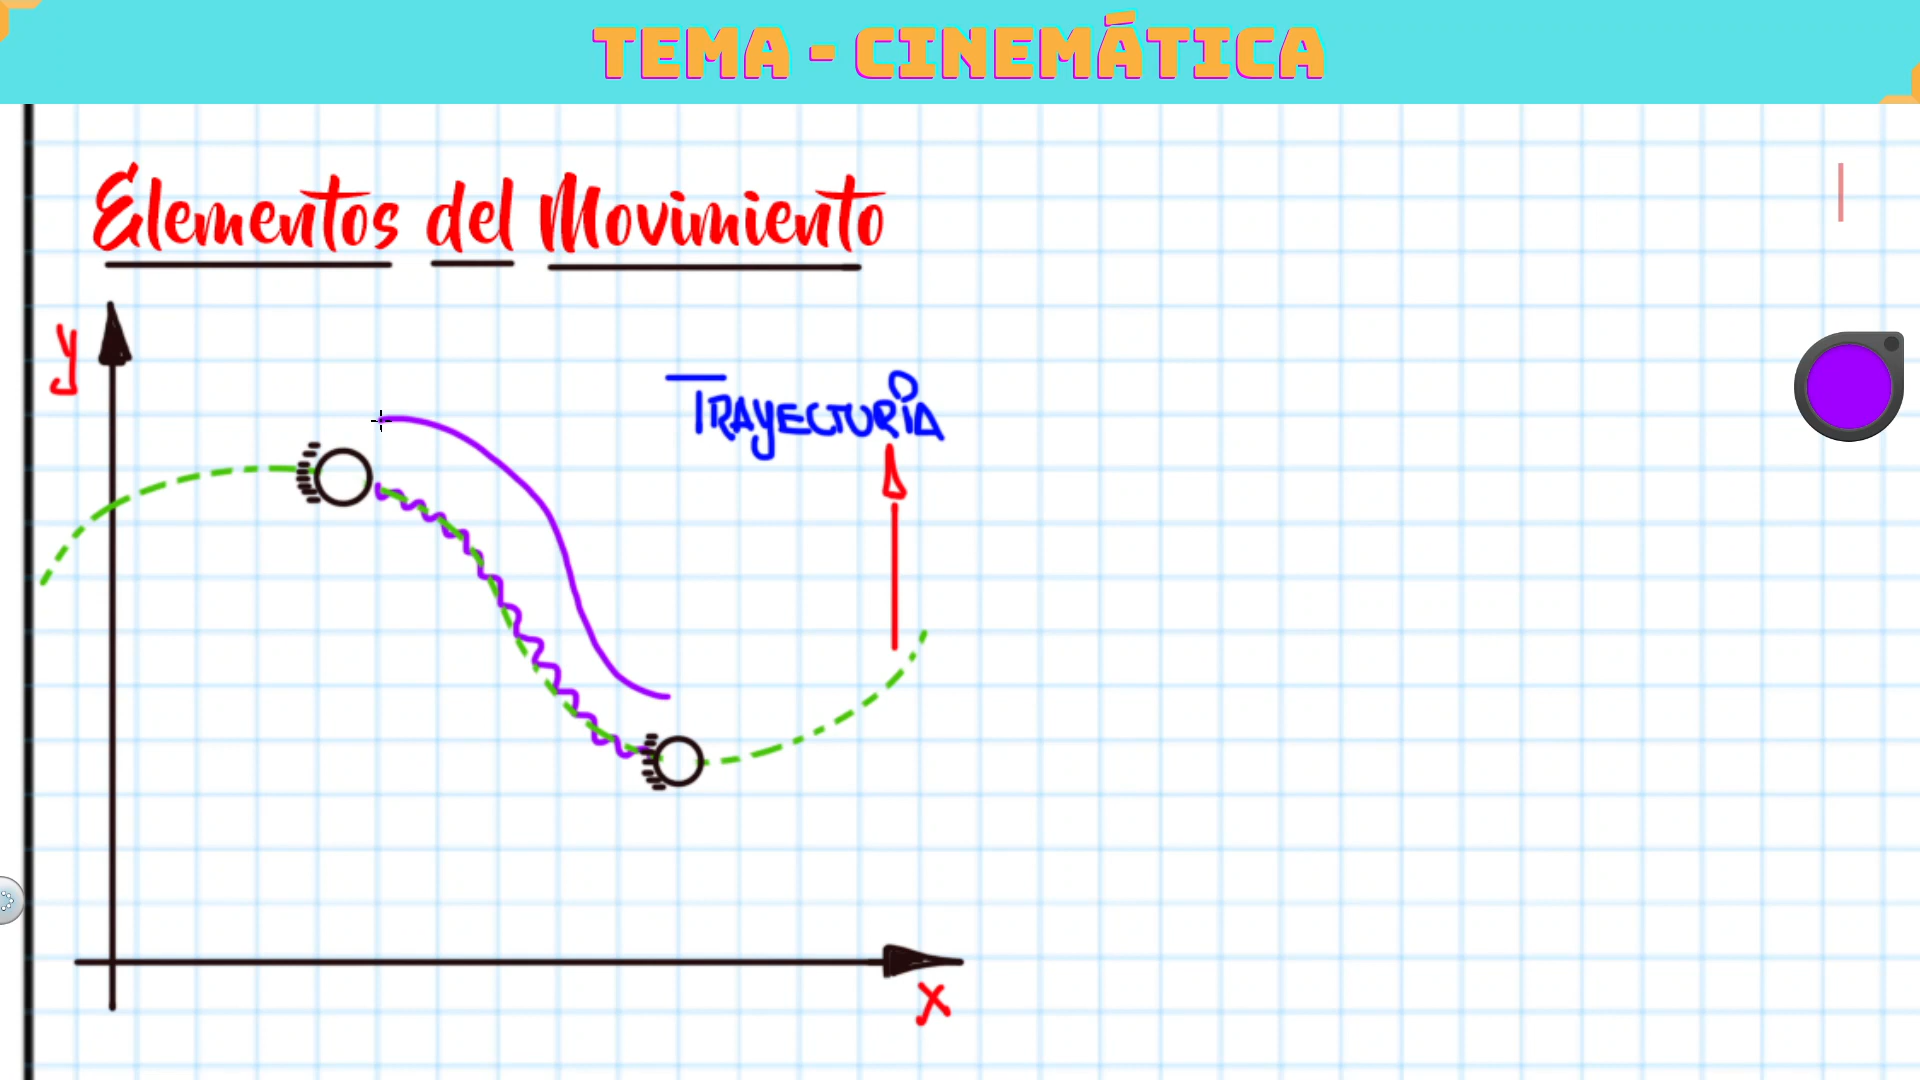 TEMA - CINEMÁTICA
Elementos del Movimiento
y
TRAYECTORIA
x